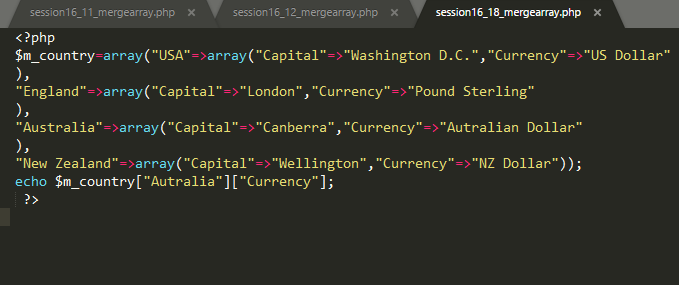 session16_11_mergearray.php × session16_12_mergearray.php × session16_18_mergearray.php ×
<?php
$m_country=array("USA"=>array("Capital"=>"Washington D.C.","Currency"=>"US Dollar"
),
"England"=>array("Capital"=>"London","Currency"=>"Pound Sterling"
),
"Australia"=>array("Capital"=>"Canberra","Currency"=>"Autralian Dollar"
),
"New Zealand"=>array("Capital"=>"Wellington","Currency"=>"NZ Dollar"));
echo $m_country["Autralia"]["Currency"];
?>